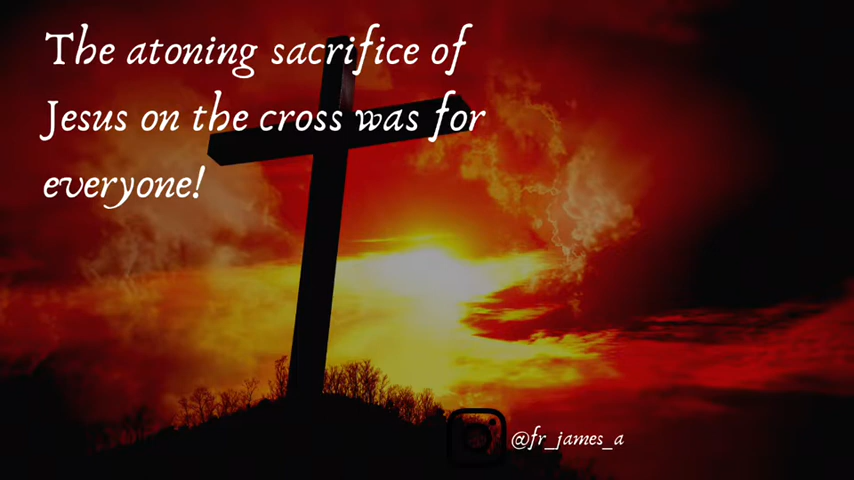 The atoning sacrifice of
Jesus on the cross was for
everyone!
@fr_james_a